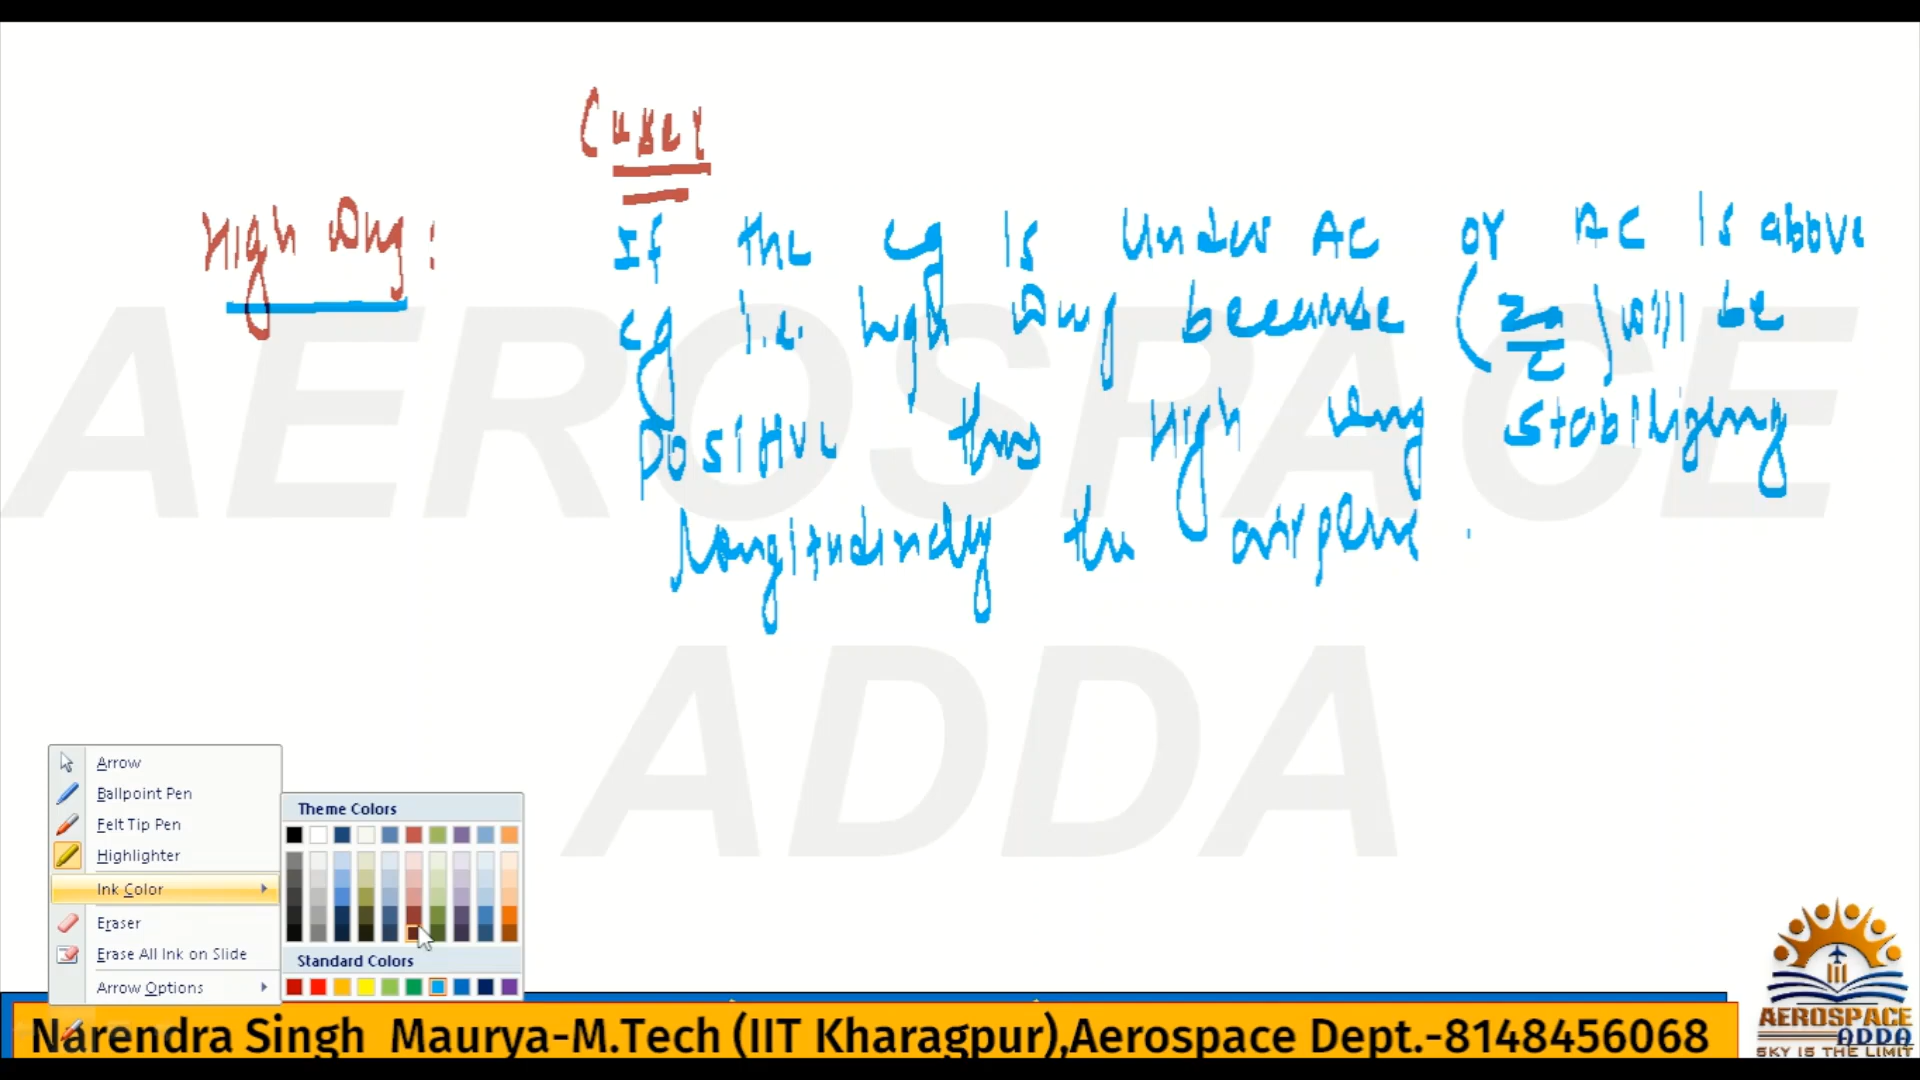 Case 1
High Wing :
If the cg is under AC or AC is above
cg i.e. high wing because (Za/c) will be
positive thus high wing stabilizing
longitudinally the airplane .
AEROSPACE
ADDA
Arrow
Ballpoint Pen
Felt Tip Pen
Highlighter
Ink Color
Eraser
Erase All Ink on Slide
Arrow Options
Theme Colors
Standard Colors
Narendra Singh Maurya-M.Tech (IIT Kharagpur),Aerospace Dept.-8148456068
AEROSPACE
ADDA
SKY IS THE LIMIT